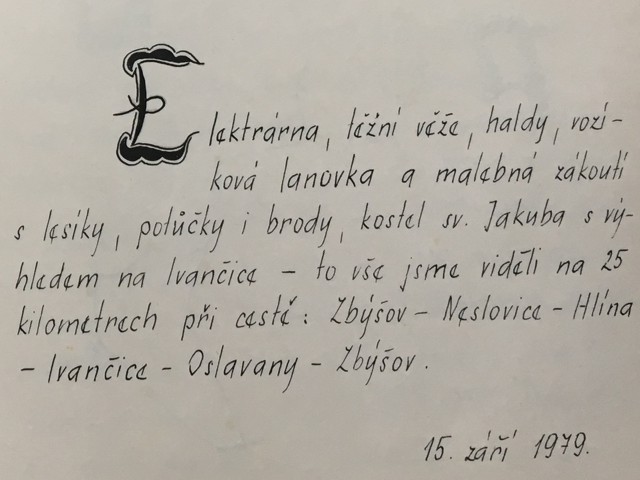 Elektrárna, těžní věže, haldy, vozí-
ková lanovka a malebná zákoutí
s lesíky, potůčky i brody, kostel sv. Jakuba s vý-
hledem na Ivančice – to vše jsme viděli na 25
kilometrech při cestě: Zbýšov – Neslovice – Hlína
– Ivančice – Oslavany – Zbýšov.
15. září 1979.